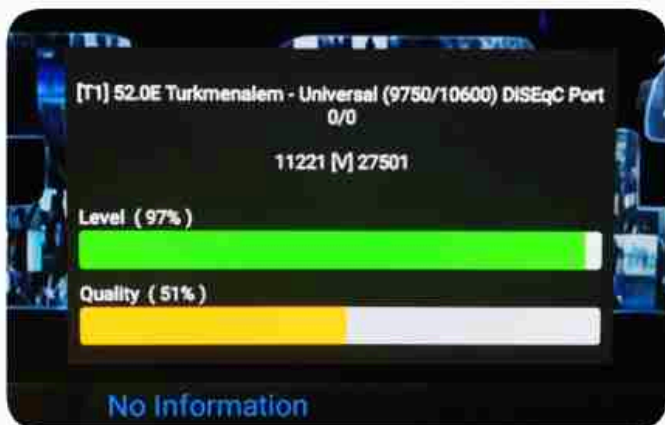 [T1] 52.0E Turkmenalem - Universal (9750/10600) DISEqC Port
0/0
11221 [V] 27501
Level ( 97% )
Quality ( 51% )
No Information